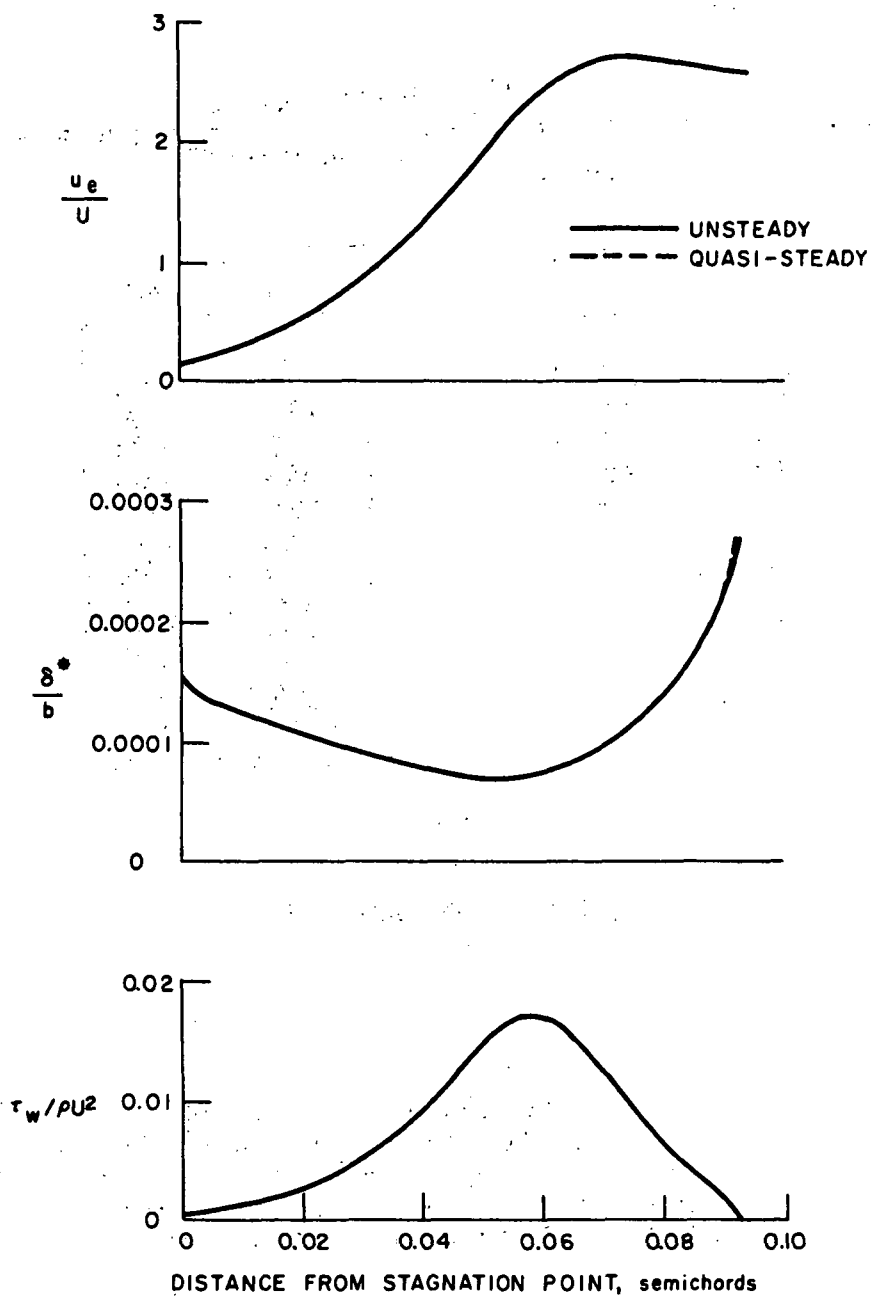 3
2
u_e/U
1
0
UNSTEADY
QUASI-STEADY
0.0003
0.0002
δ*/b
0.0001
0
0.02
τ_w/ρU²
0.01
0
0 0.02 0.04 0.06 0.08 0.10
DISTANCE FROM STAGNATION POINT, semichords